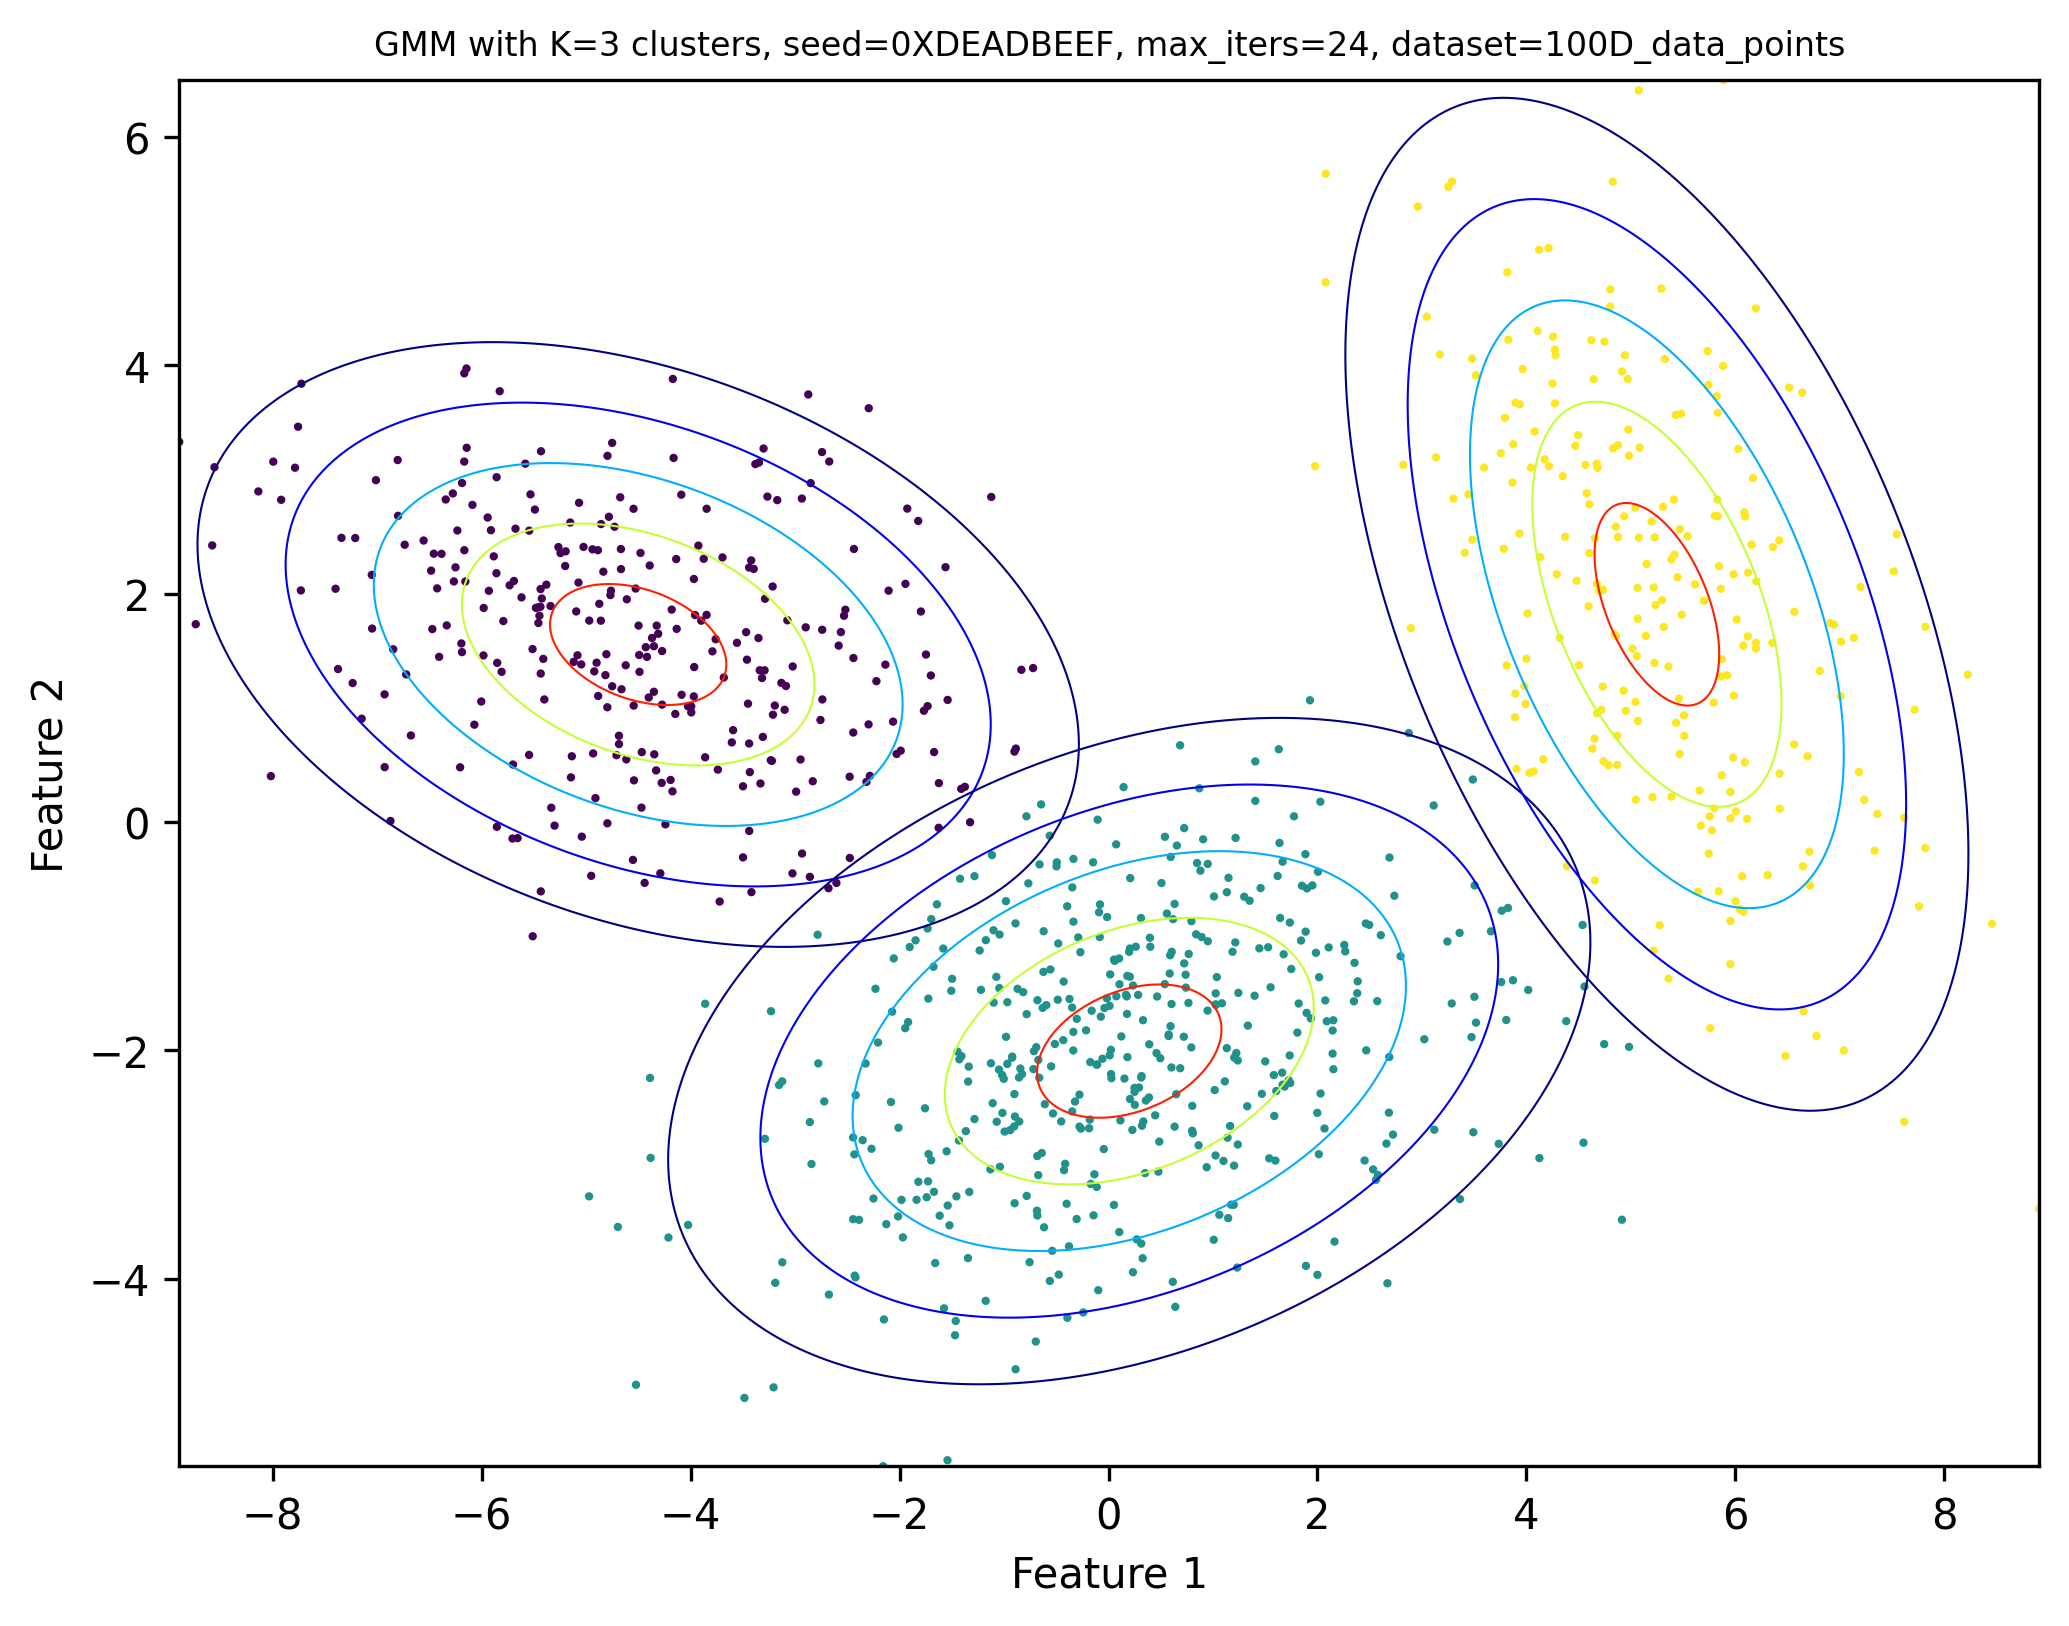 GMM with K=3 clusters, seed=0XDEADBEEF, max_iters=24, dataset=100D_data_points
6
4
2
0
−2
−4
Feature 2
−8 −6 −4 −2 0 2 4 6 8
Feature 1